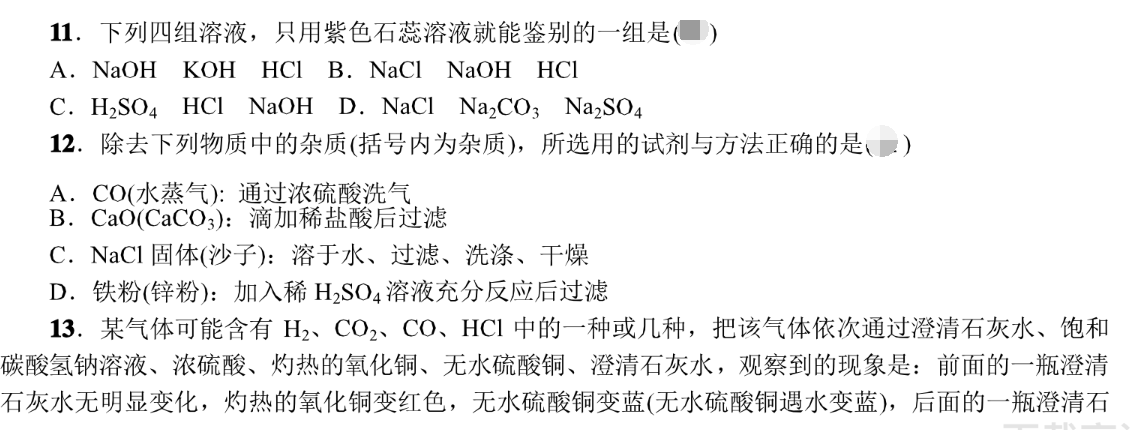 11．下列四组溶液，只用紫色石蕊溶液就能鉴别的一组是( )
A．NaOH KOH HCl B．NaCl NaOH HCl
C．H₂SO₄ HCl NaOH D．NaCl Na₂CO₃ Na₂SO₄
12．除去下列物质中的杂质(括号内为杂质)，所选用的试剂与方法正确的是( )
A．CO(水蒸气): 通过浓硫酸洗气
B．CaO(CaCO₃)：滴加稀盐酸后过滤
C．NaCl 固体(沙子)：溶于水、过滤、洗涤、干燥
D．铁粉(锌粉)：加入稀 H₂SO₄ 溶液充分反应后过滤
13．某气体可能含有 H₂、CO₂、CO、HCl 中的一种或几种，把该气体依次通过澄清石灰水、饱和
碳酸氢钠溶液、浓硫酸、灼热的氧化铜、无水硫酸铜、澄清石灰水，观察到的现象是：前面的一瓶澄清
石灰水无明显变化，灼热的氧化铜变红色，无水硫酸铜变蓝(无水硫酸铜遇水变蓝)，后面的一瓶澄清石